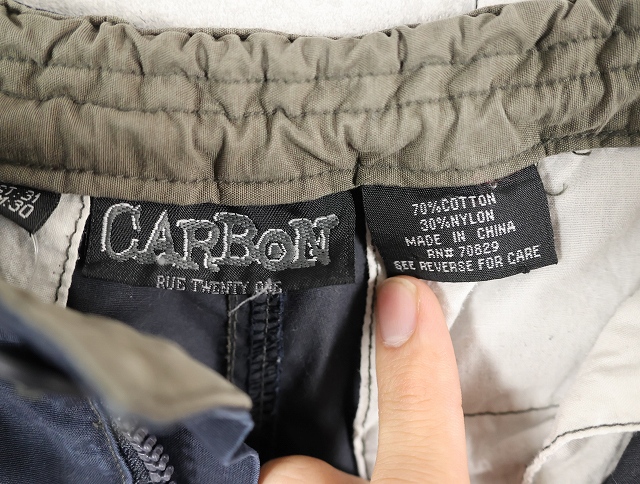 CARBON
RUE TWENTY ONE
70%COTTON
30%NYLON
MADE IN CHINA
RN# 70829
SEE REVERSE FOR CARE